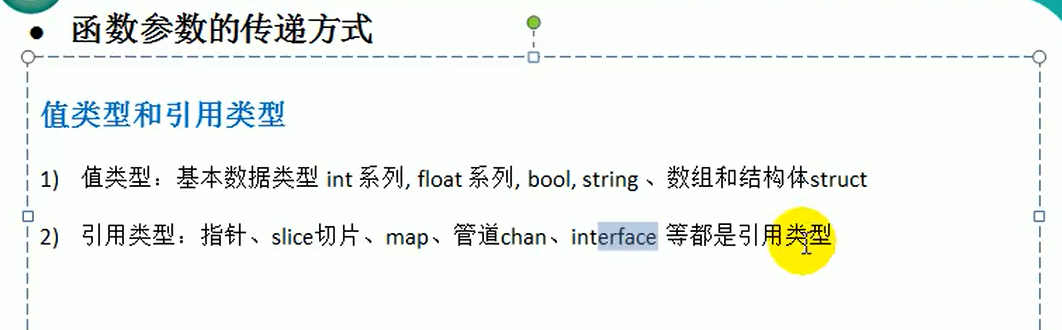 ● 函数参数的传递方式
值类型和引用类型
1) 值类型：基本数据类型 int 系列, float 系列, bool, string 、数组和结构体struct
2) 引用类型：指针、slice切片、map、管道chan、interface 等都是引用类型